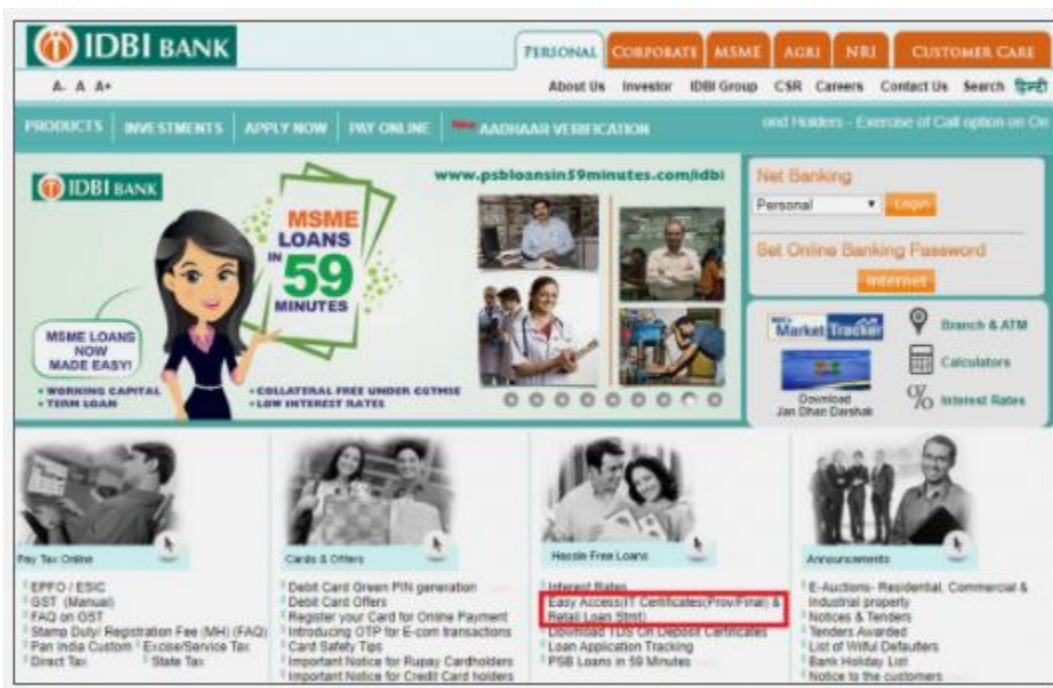 IDBI BANK
PERSONAL CORPORATE MSME AGRI NRI CUSTOMER CARE
A- A A+
About Us Investor IDBI Group CSR Careers Contact Us Search हिन्दी
PRODUCTS INVESTMENTS APPLY NOW PAY ONLINE New AADHAAR VERIFICATION
ond Holders - Exercise of Call option on Om
IDBI BANK
www.psbloansin59minutes.com/idbi
MSME
LOANS
IN 59
MINUTES
MSME LOANS
NOW
MADE EASY!
• WORKING CAPITAL
• TERM LOAN
• COLLATERAL FREE UNDER CGTMSE
• LOW INTEREST RATES
Net Banking
Personal Login
Set Online Banking Password
Internet
Market Tracker
Download
Jan Dhan Darshak
Branch & ATM
Calculators
% Interest Rates
Pay Tax Online
EPFO / ESIC
GST (Manual)
FAQ on GST
Stamp Duty/ Registration Fee (MH) (FAQ)
Pan India Custom Excise/Service Tax
Direct Tax State Tax
Cards & Offers
Debit Card Green PIN generation
Debit Card Offers
Register your Card for Online Payment
Introducing OTP for E-com transactions
Card Safety Tips
Important Notice for Rupay Cardholders
Important Notice for Credit Card holders
Hassle Free Loans
Interest Rates
Easy Access(IT Certificates(Prov/Final) &
Retail Loan Stmt)
Download TDS On Deposit Certificates
Loan Application Tracking
PSB Loans in 59 Minutes
Announcements
E-Auctions- Residential, Commercial &
Industrial property
Notices & Tenders
Tenders Awarded
List of Wilful Defaulters
Bank Holiday List
Notice to the customers